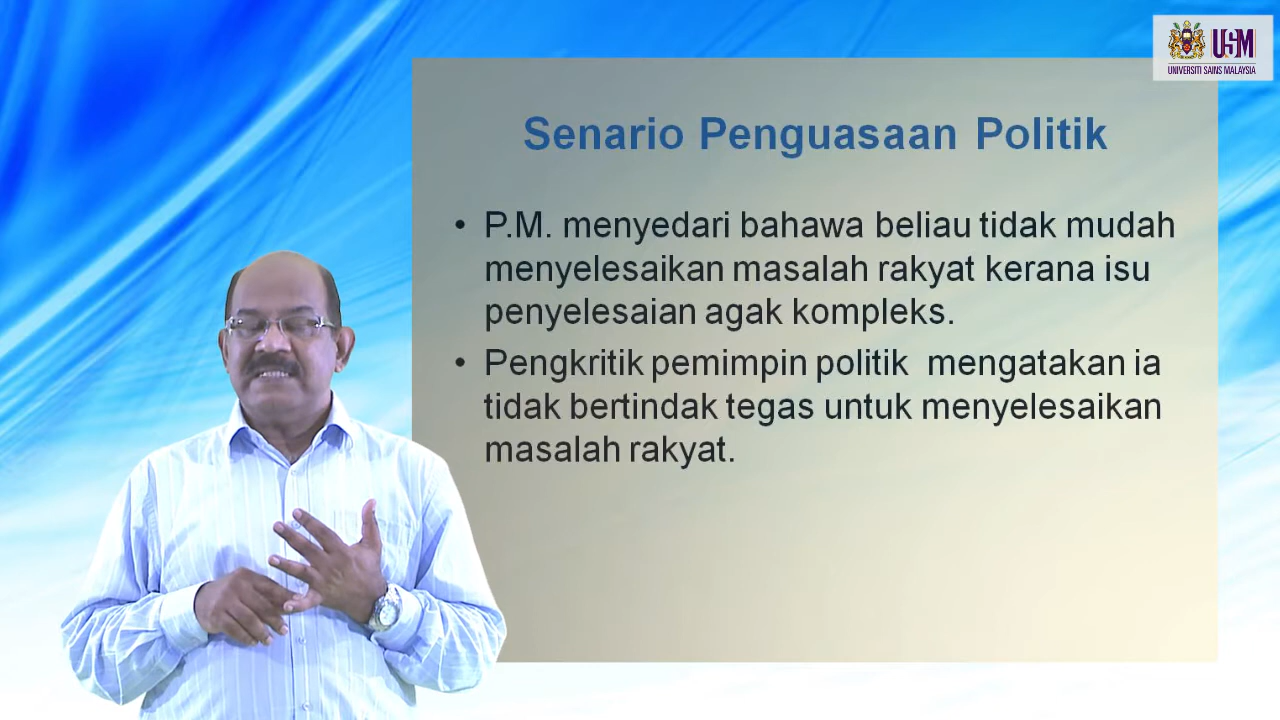 USM
UNIVERSITI SAINS MALAYSIA
Senario Penguasaan Politik
• P.M. menyedari bahawa beliau tidak mudah
menyelesaikan masalah rakyat kerana isu
penyelesaian agak kompleks.
• Pengkritik pemimpin politik mengatakan ia
tidak bertindak tegas untuk menyelesaikan
masalah rakyat.